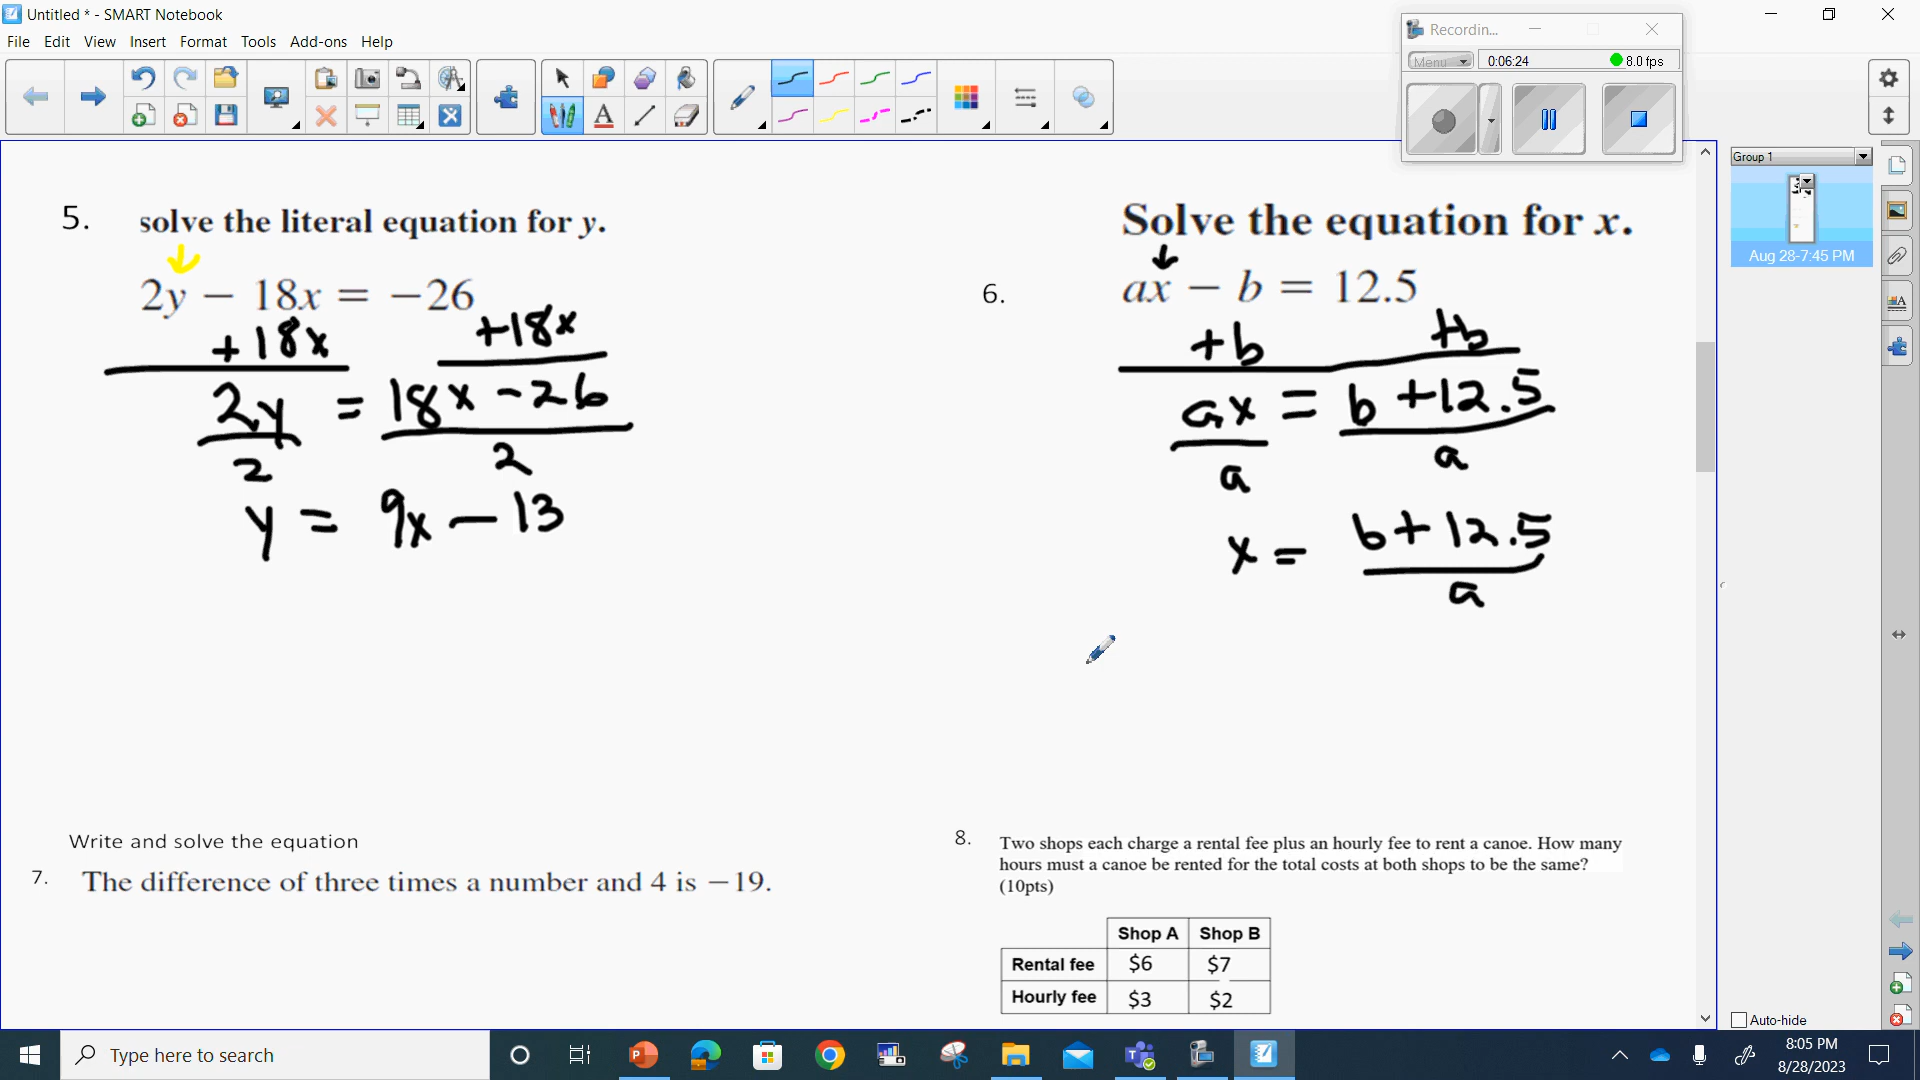 Untitled * - SMART Notebook
File Edit View Insert Format Tools Add-ons Help
Recordin...
Menu 0:06:24 8.0 fps
Group 1
Aug 28-7:45 PM
5. solve the literal equation for y.
2y − 18x = −26
+18x +18x
2y = 18x -26
2 2
y = 9x - 13
Solve the equation for x.
6. ax − b = 12.5
+b +b
ax = b +12.5
a a
x = b+12.5
a
Write and solve the equation
7. The difference of three times a number and 4 is −19.
8. Two shops each charge a rental fee plus an hourly fee to rent a canoe. How many
hours must a canoe be rented for the total costs at both shops to be the same?
(10pts)
Shop A Shop B
Rental fee $6 $7
Hourly fee $3 $2
Auto-hide
Type here to search
8:05 PM
8/28/2023